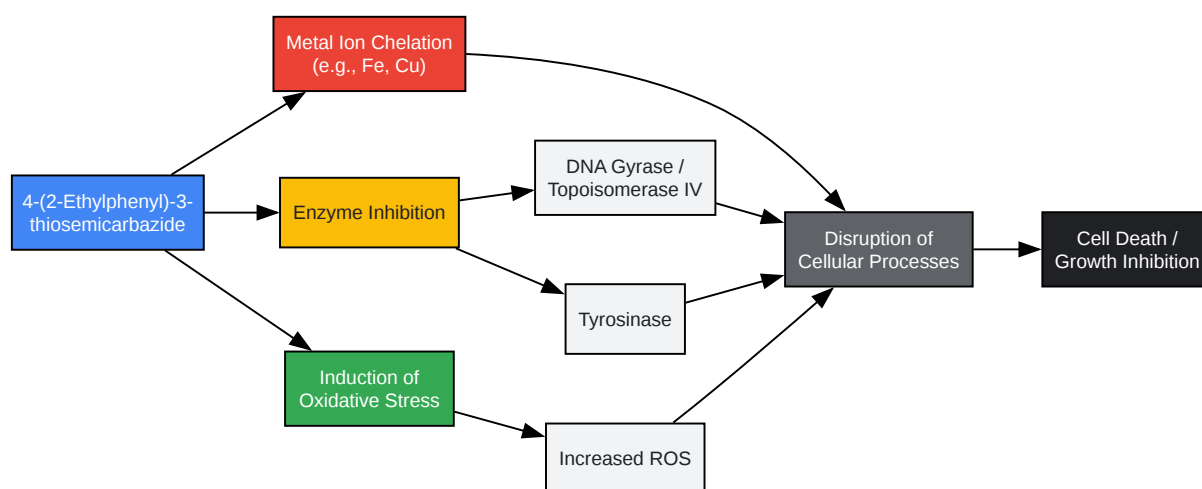 Metal Ion Chelation
(e.g., Fe, Cu)
4-(2-Ethylphenyl)-3-
thiosemicarbazide
Enzyme Inhibition
DNA Gyrase /
Topoisomerase IV
Tyrosinase
Induction of
Oxidative Stress
Increased ROS
Disruption of
Cellular Processes
Cell Death /
Growth Inhibition